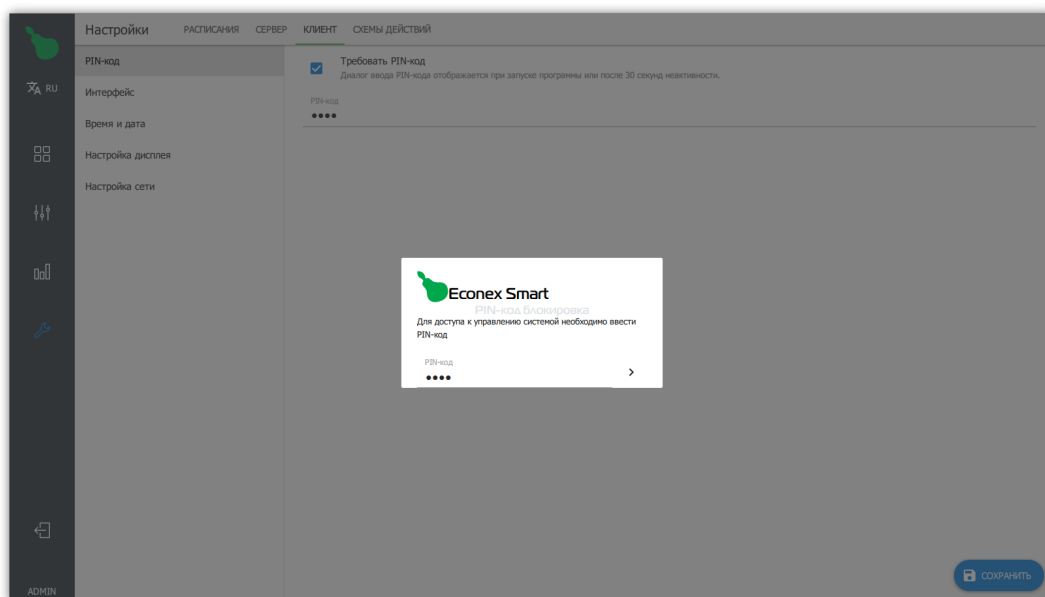 Настройки РАСПИСАНИЯ СЕРВЕР КЛИЕНТ СХЕМЫ ДЕЙСТВИЙ
RU
PIN-код
Интерфейс
Время и дата
Настройка дисплея
Настройка сети
Требовать PIN-код
Диалог ввода PIN-кода отображается при запуске программы или после 30 секунд неактивности.
PIN-код
••••
Econex Smart
PIN-код блокировка
Для доступа к управлению системой необходимо ввести
PIN-код
PIN-код
••••
ADMIN
СОХРАНИТЬ